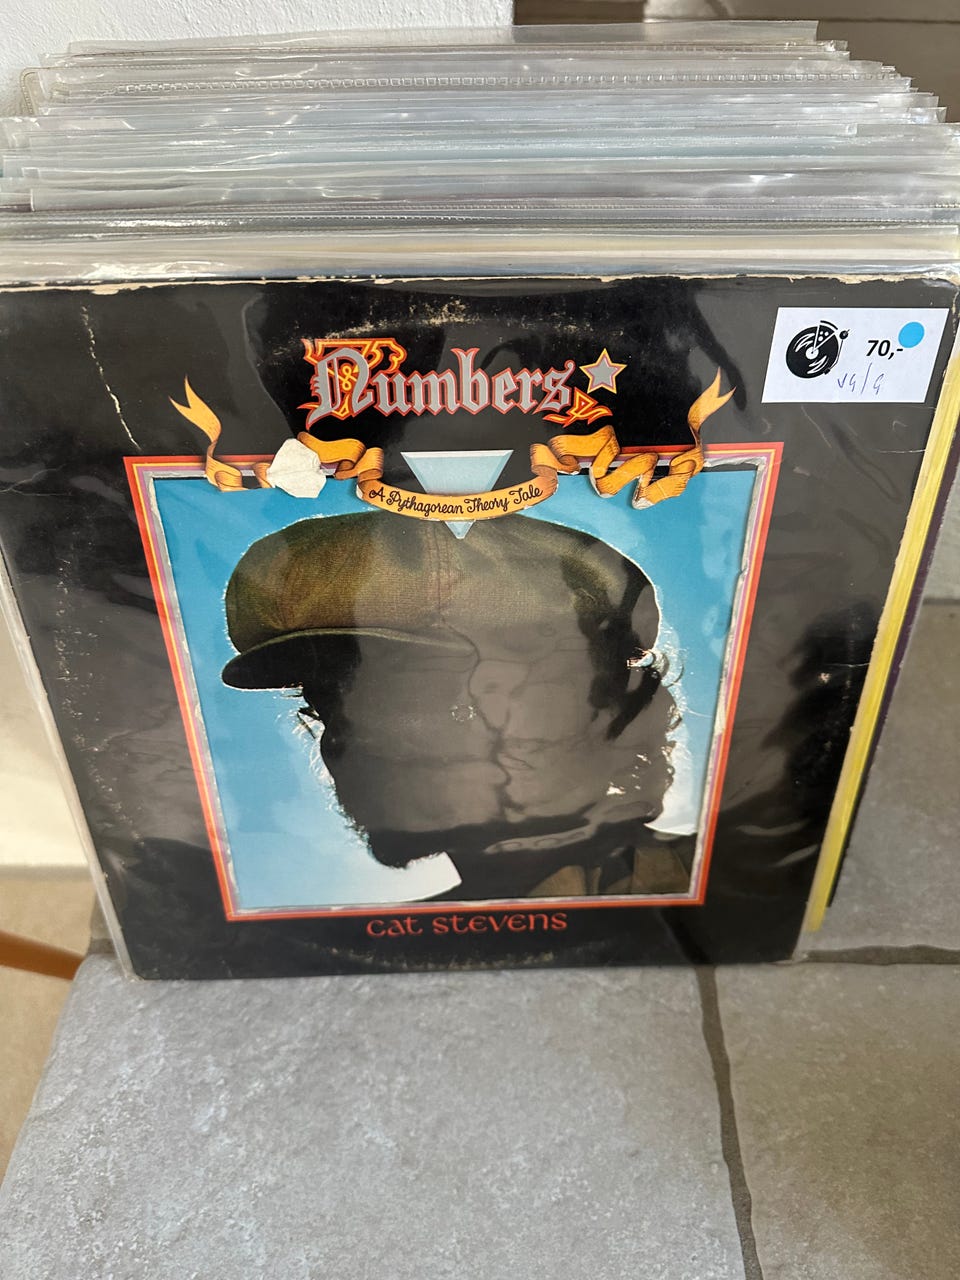 Numbers
70,-
VG/G
A Pythagorean Theory Tale
cat stevens